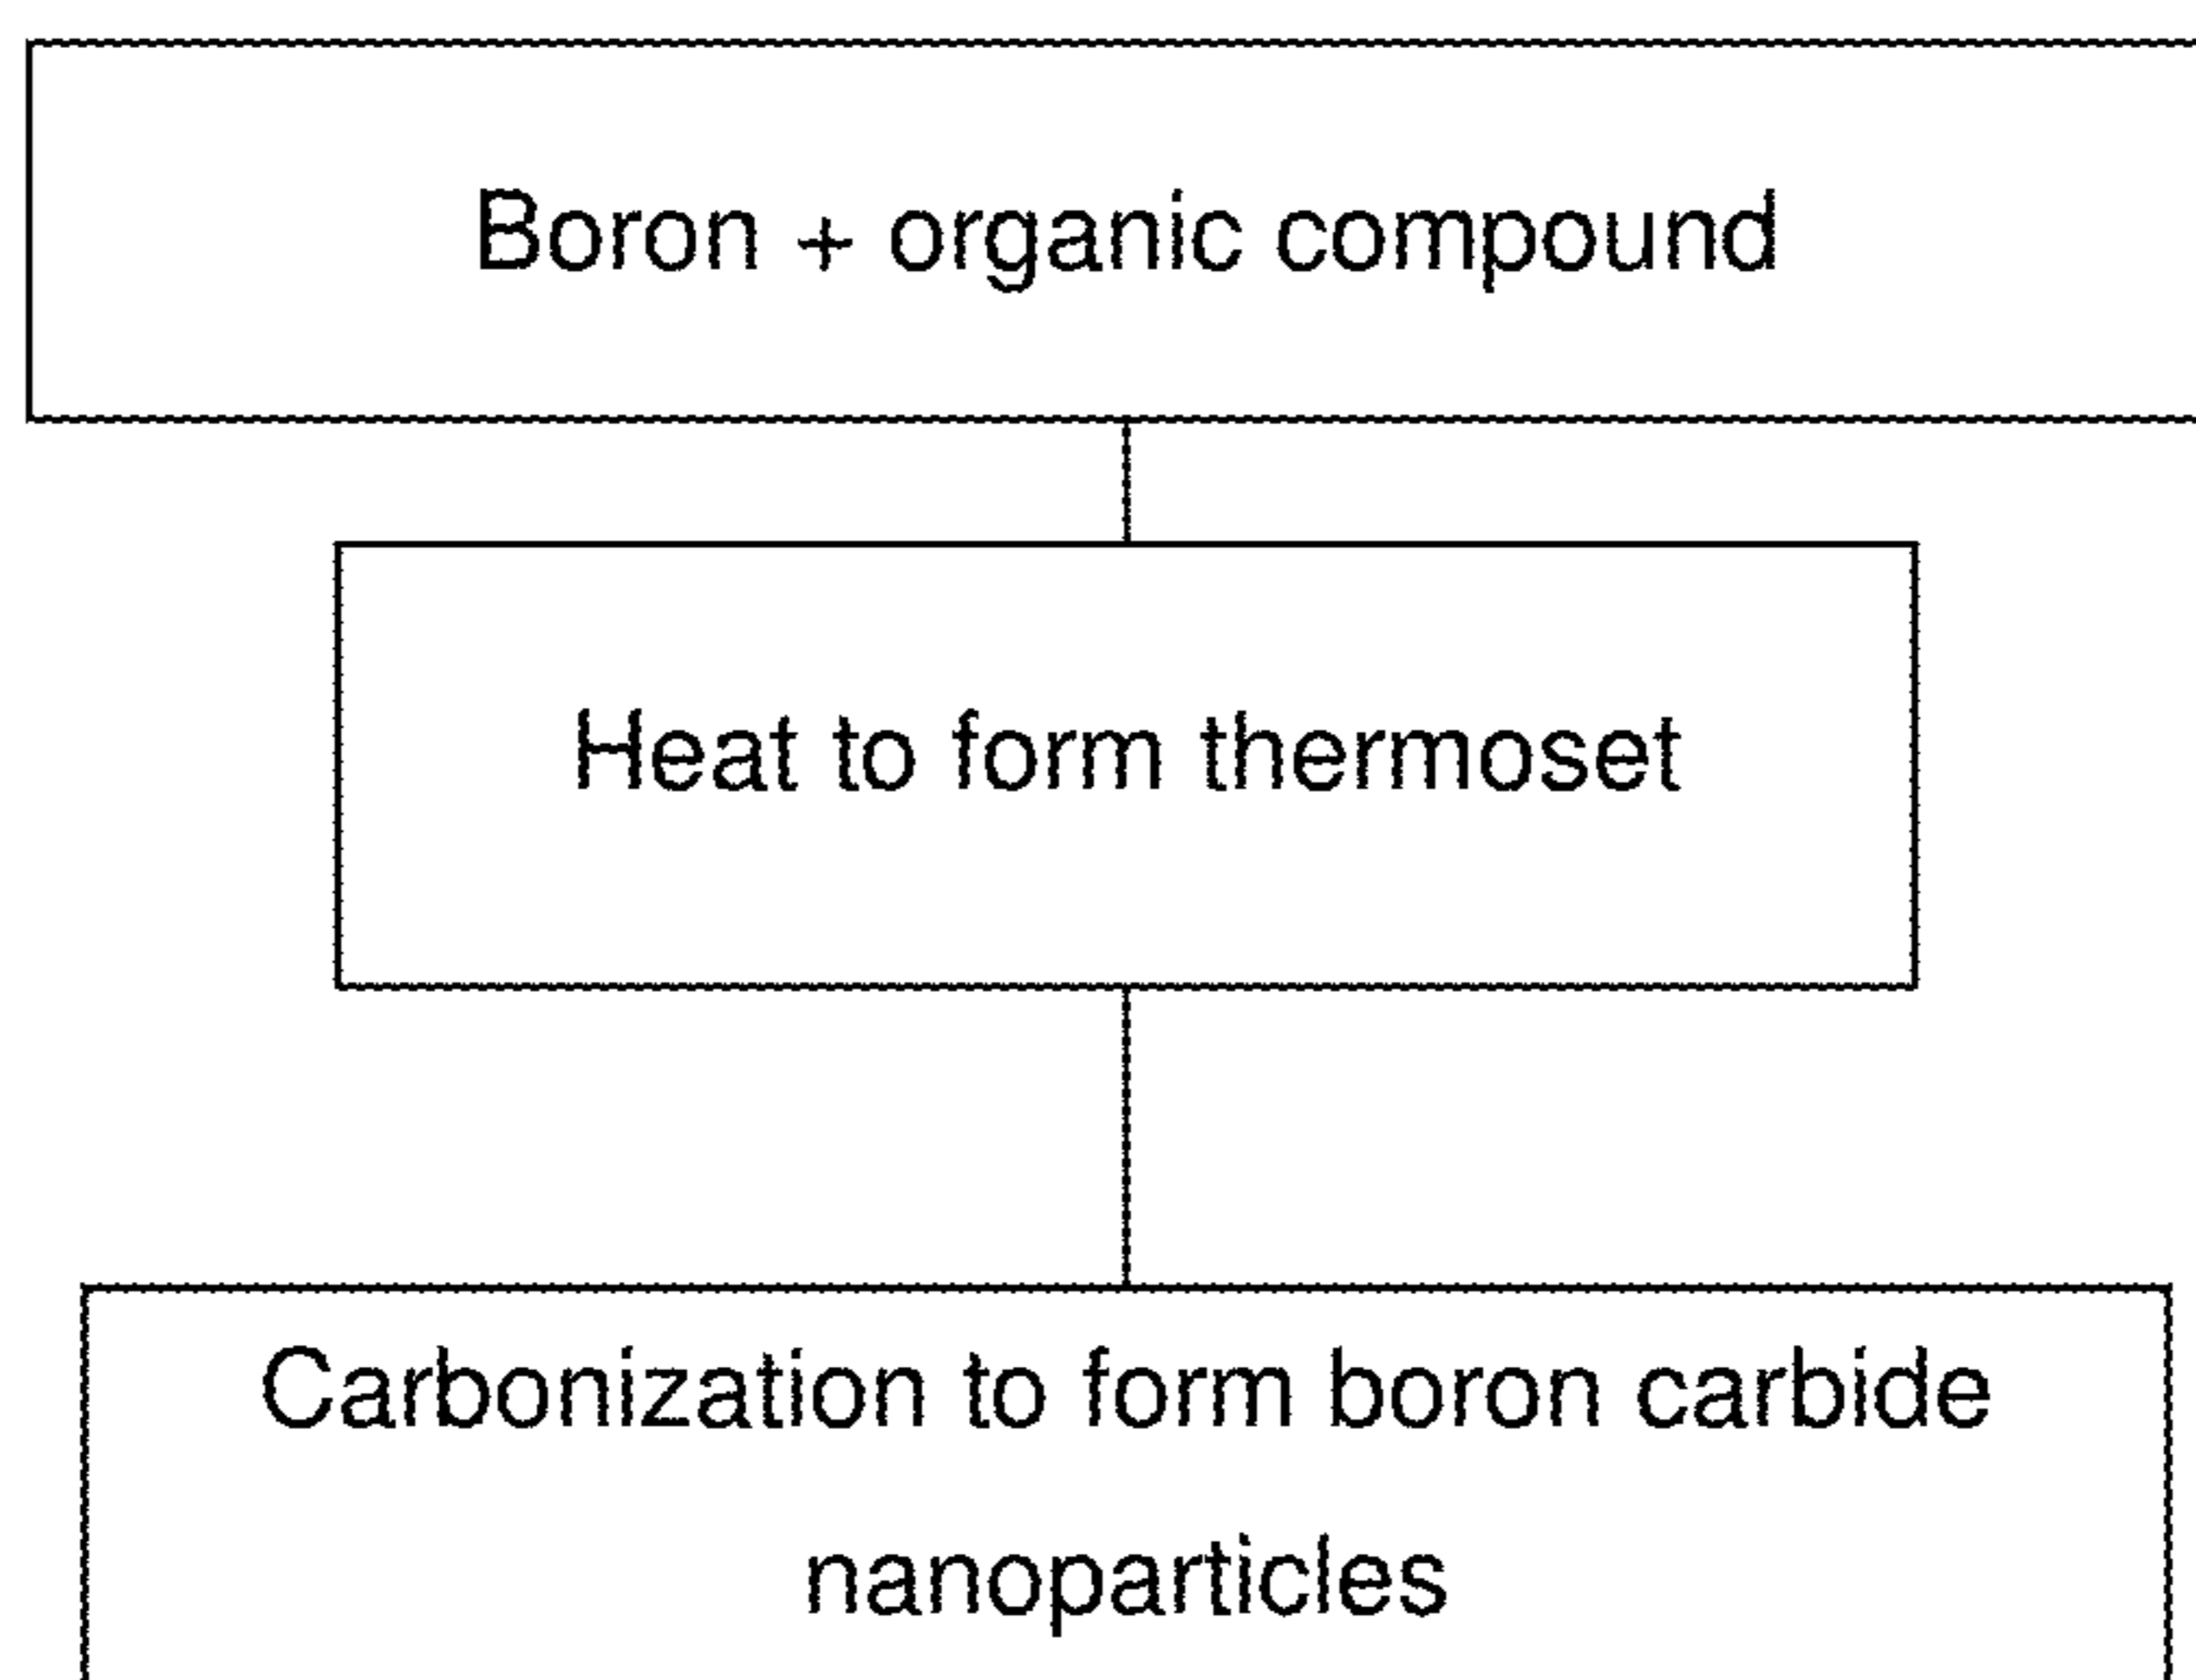 Boron + organic compound
Heat to form thermoset
Carbonization to form boron carbide
nanoparticles